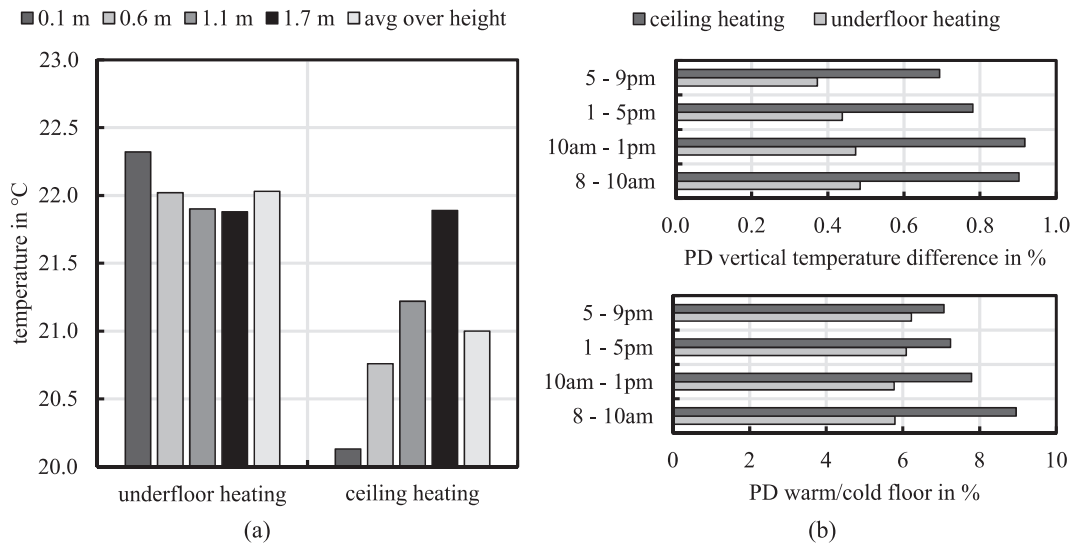 0.1 m 0.6 m 1.1 m 1.7 m avg over height
23.0
22.5
22.0
21.5
21.0
20.5
20.0
temperature in °C
underfloor heating ceiling heating
(a)
ceiling heating underfloor heating
5 - 9pm
1 - 5pm
10am - 1pm
8 - 10am
0.0 0.2 0.4 0.6 0.8 1.0
PD vertical temperature difference in %
5 - 9pm
1 - 5pm
10am - 1pm
8 - 10am
0 2 4 6 8 10
PD warm/cold floor in %
(b)